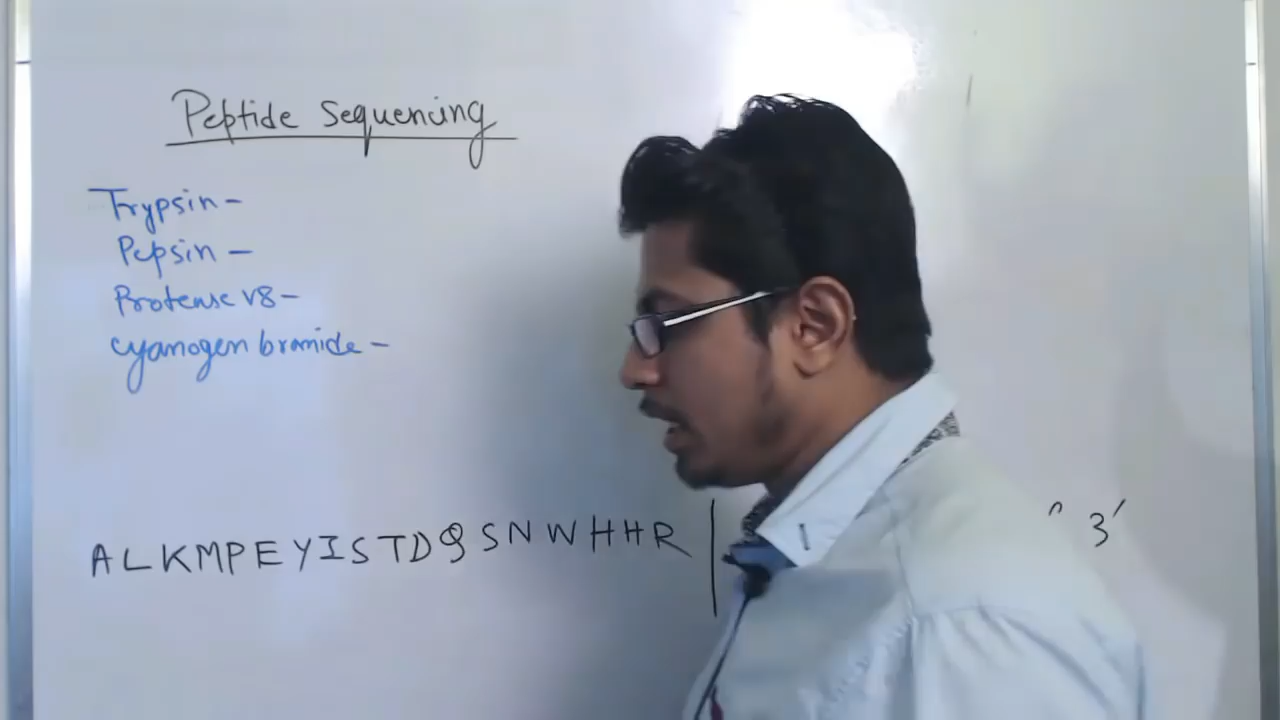 Peptide Sequencing
Trypsin -
Pepsin -
Protease V8 -
cyanogen bromide -
ALKMPEYISTDQSNWHHR | 3'